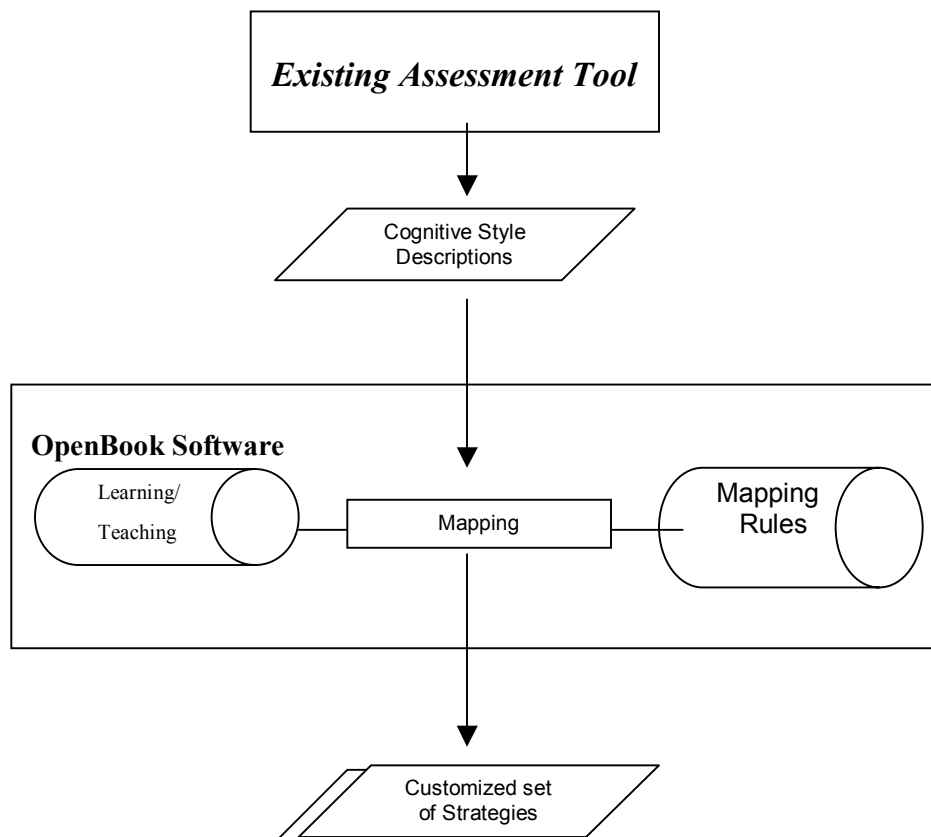 Existing Assessment Tool
Cognitive Style
Descriptions
OpenBook Software
Learning/
Teaching
Mapping
Mapping
Rules
Customized set
of Strategies